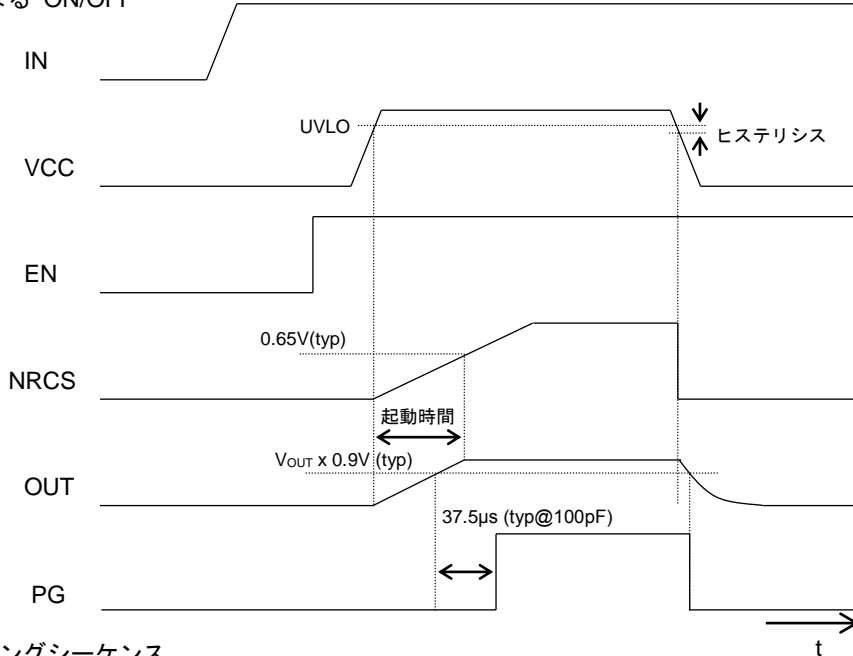 ON/OFF
IN
UVLO
ヒステリシス
VCC
EN
0.65V(typ)
NRCS
起動時間
VOUT x 0.9V (typ)
OUT
37.5µs (typ@100pF)
PG
t
ングシーケンス